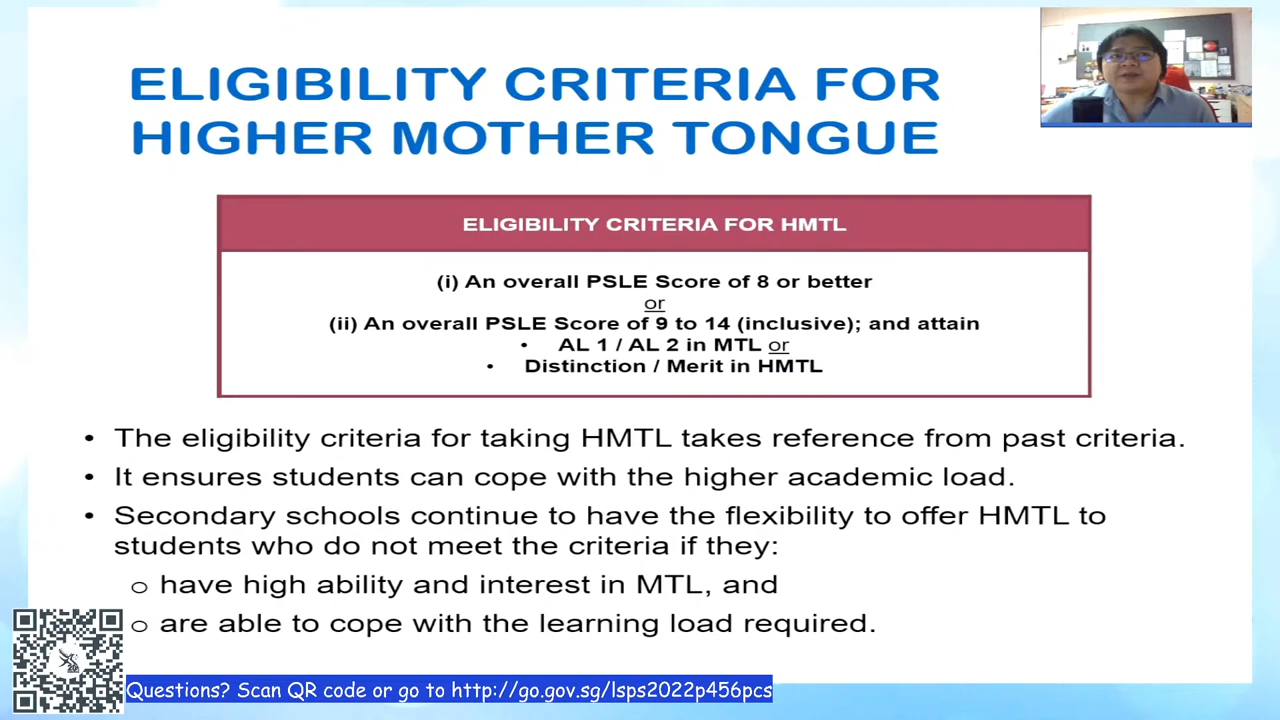 ELIGIBILITY CRITERIA FOR
HIGHER MOTHER TONGUE
ELIGIBILITY CRITERIA FOR HMTL
(i) An overall PSLE Score of 8 or better
or
(ii) An overall PSLE Score of 9 to 14 (inclusive); and attain
• AL 1 / AL 2 in MTL or
• Distinction / Merit in HMTL
• The eligibility criteria for taking HMTL takes reference from past criteria.
• It ensures students can cope with the higher academic load.
• Secondary schools continue to have the flexibility to offer HMTL to
students who do not meet the criteria if they:
o have high ability and interest in MTL, and
o are able to cope with the learning load required.
Questions? Scan QR code or go to http://go.gov.sg/lsps2022p456pcs